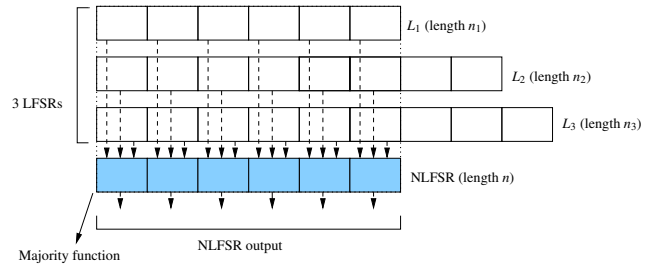 L1 (length n1)
L2 (length n2)
3 LFSRs
L3 (length n3)
NLFSR (length n)
NLFSR output
Majority function